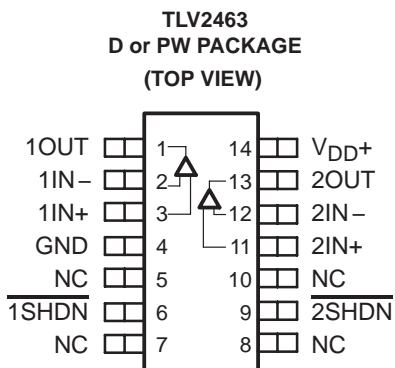 TLV2463
D or PW PACKAGE
(TOP VIEW)
1OUT 1 14 VDD+
1IN− 2 13 2OUT
1IN+ 3 12 2IN−
GND 4 11 2IN+
NC 5 10 NC
1SHDN 6 9 2SHDN
NC 7 8 NC